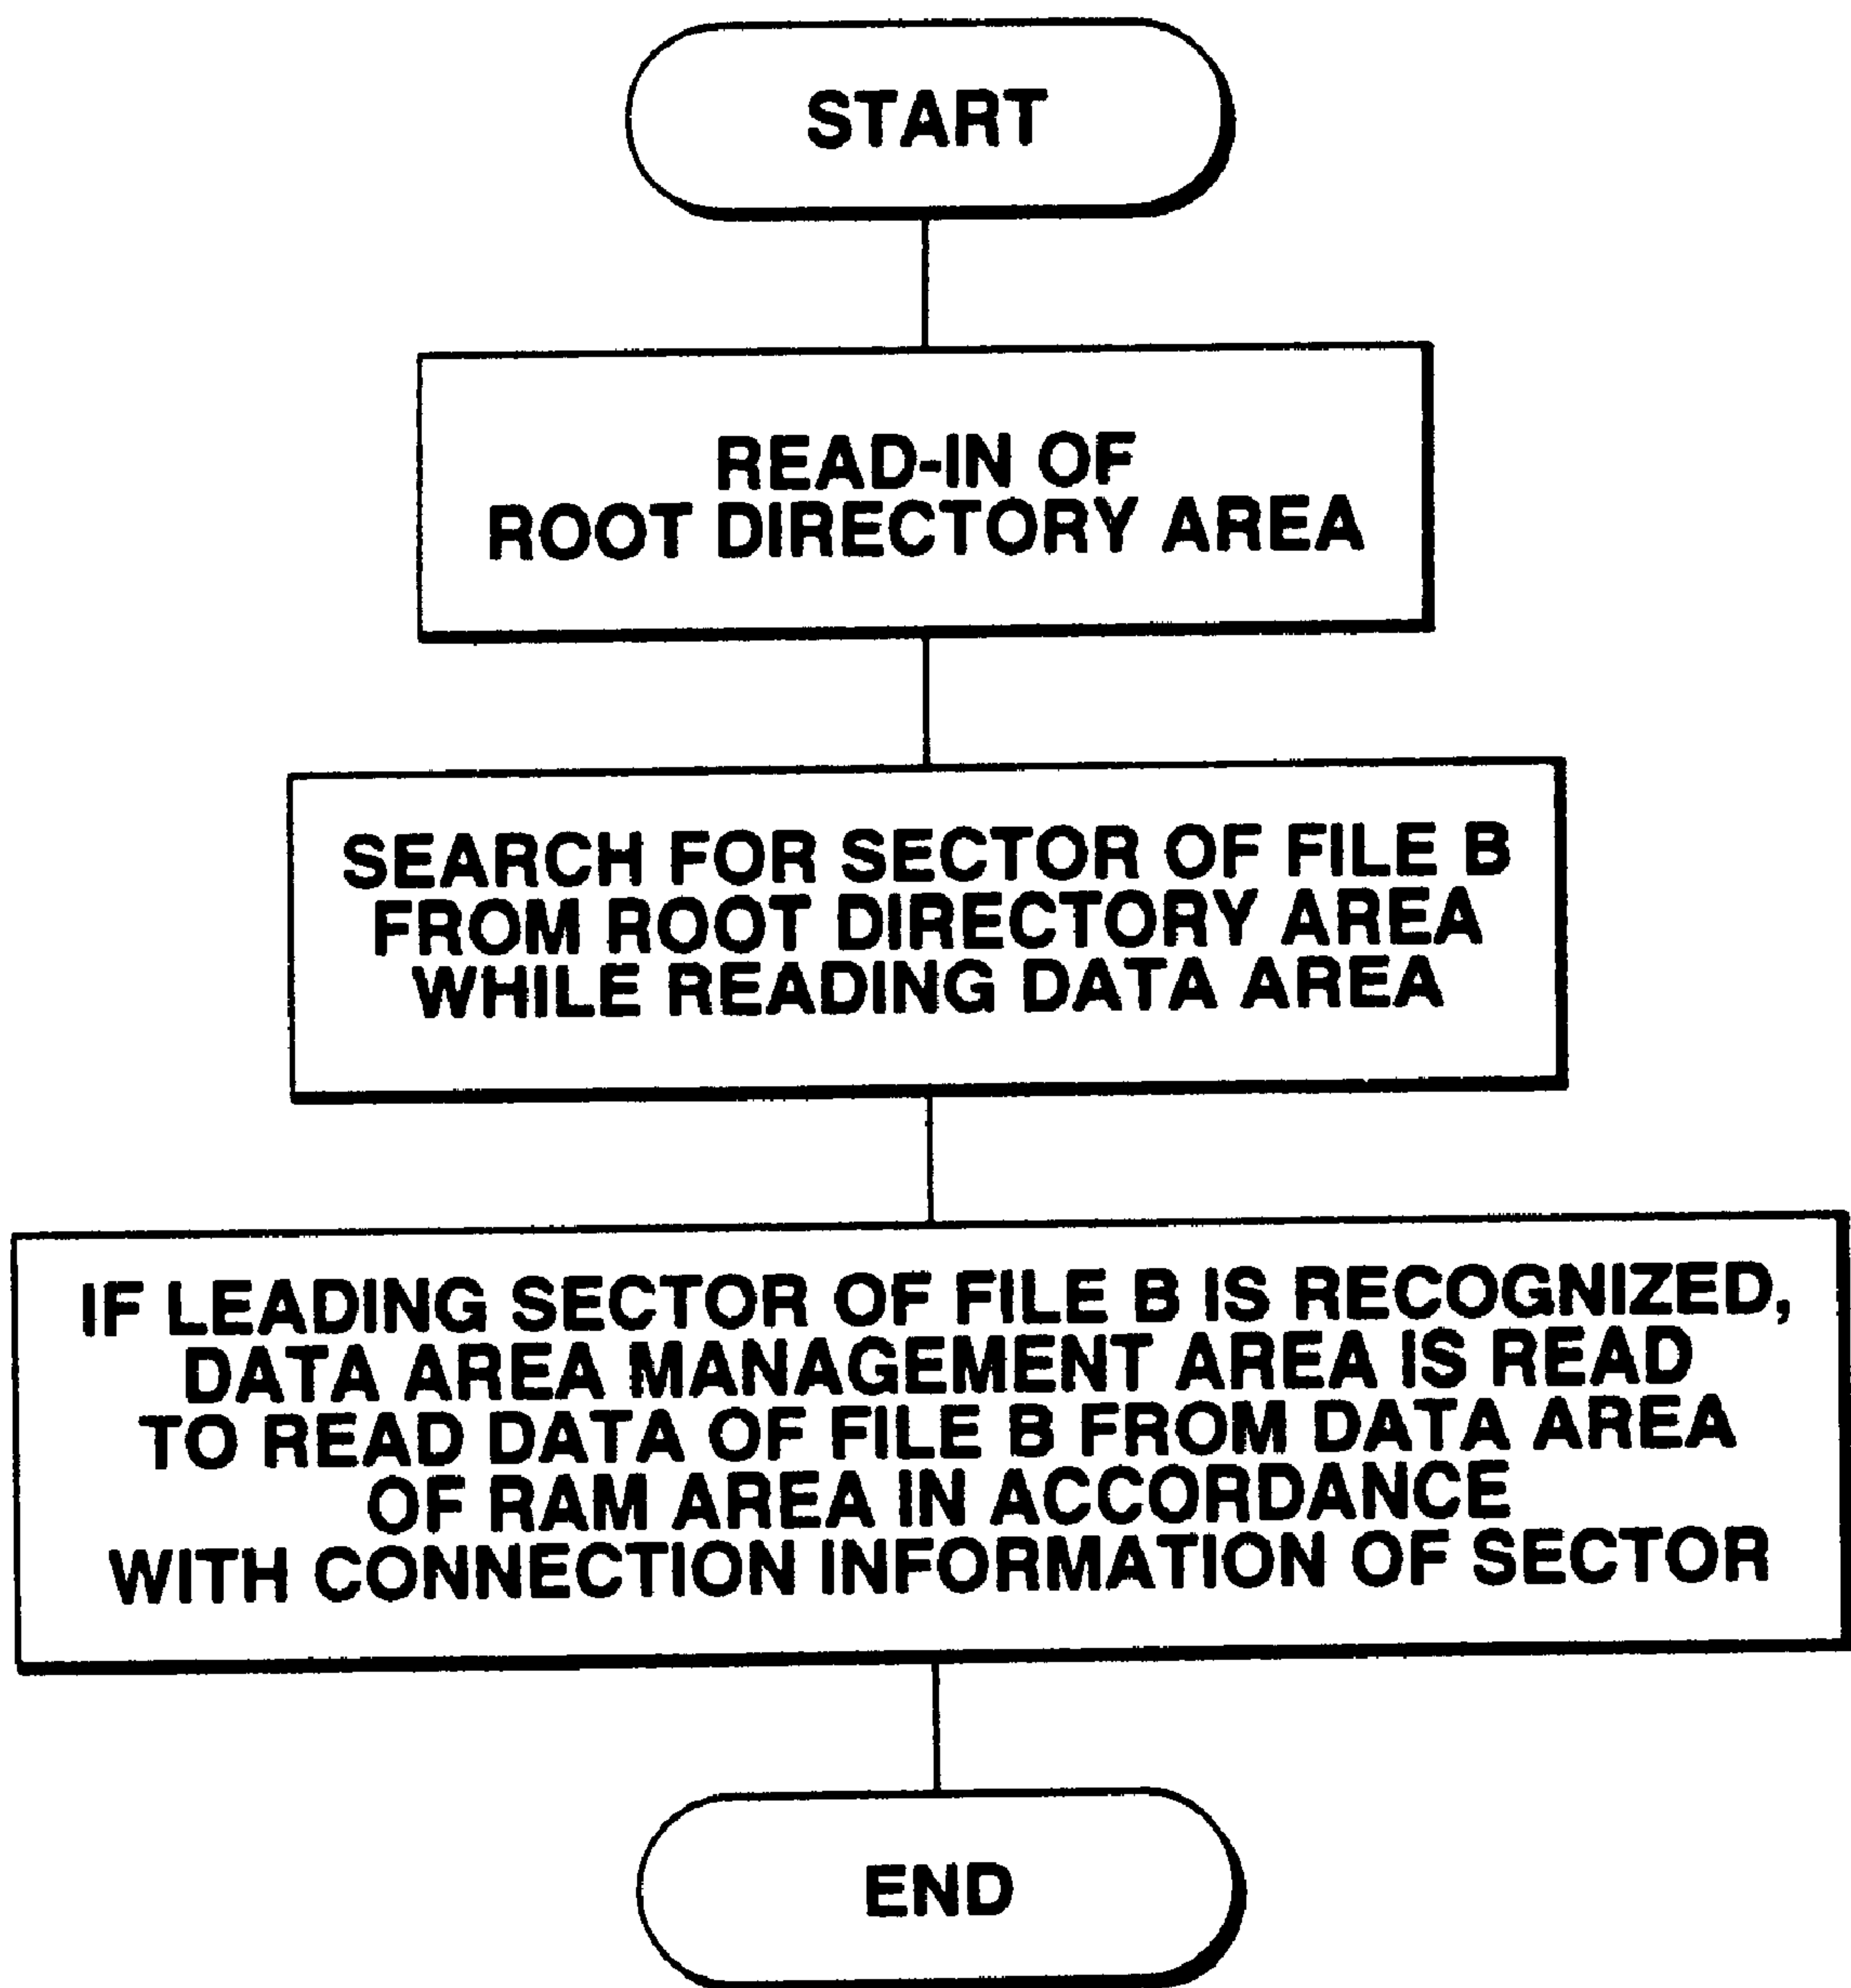 START
READ-IN OF
ROOT DIRECTORY AREA
SEARCH FOR SECTOR OF FILE B
FROM ROOT DIRECTORY AREA
WHILE READING DATA AREA
IF LEADING SECTOR OF FILE B IS RECOGNIZED,
DATA AREA MANAGEMENT AREA IS READ
TO READ DATA OF FILE B FROM DATA AREA
OF RAM AREA IN ACCORDANCE
WITH CONNECTION INFORMATION OF SECTOR
END